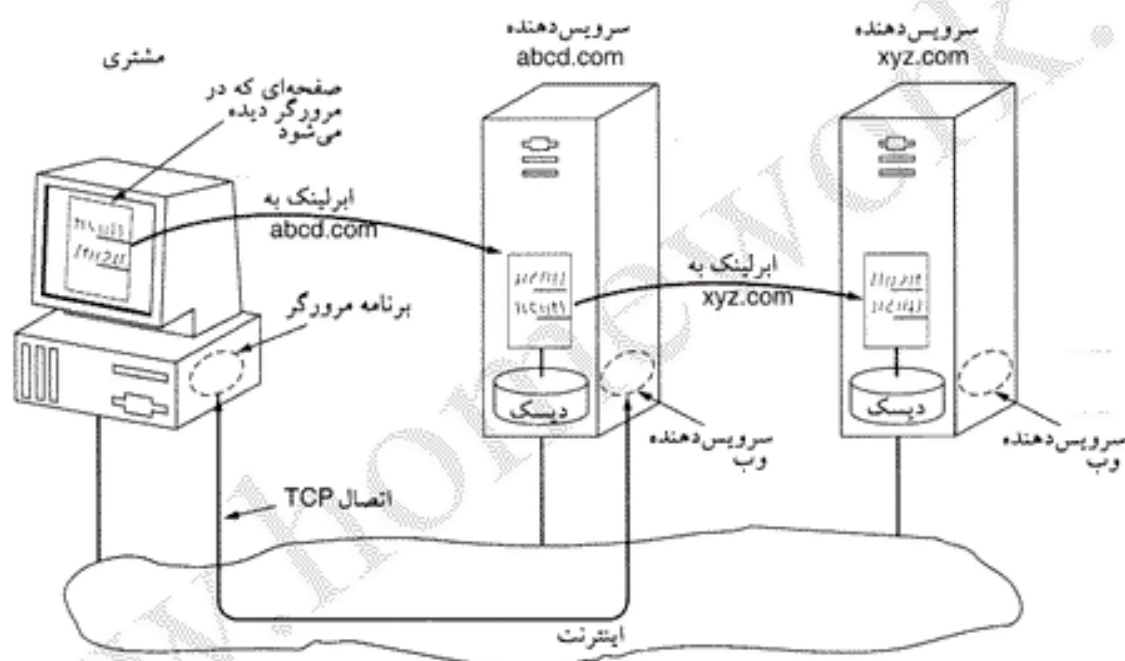 سرویس‌دهنده
abcd.com
سرویس‌دهنده
xyz.com
مشتری
صفحه‌ای که در
مرورگر دیده
می‌شود
ابرلینک به
abcd.com
ابرلینک به
xyz.com
برنامه مرورگر
دیسک
دیسک
سرویس‌دهنده
وب
سرویس‌دهنده
وب
اتصال TCP
اینترنت